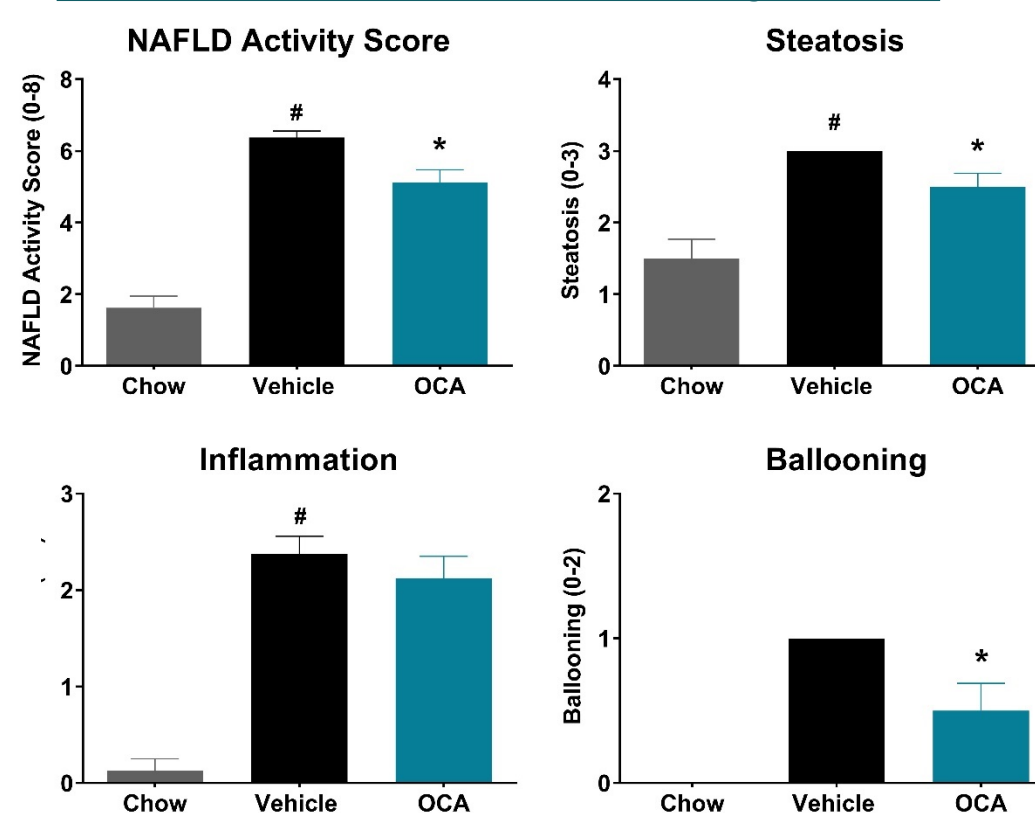 NAFLD Activity Score
NAFLD Activity Score (0-8)
8
6
4
2
0
#
*
Chow Vehicle OCA
Steatosis
Steatosis (0-3)
4
3
2
1
0
#
*
Chow Vehicle OCA
Inflammation
3
2
1
0
#
Chow Vehicle OCA
Ballooning
Ballooning (0-2)
2
1
0
*
Chow Vehicle OCA